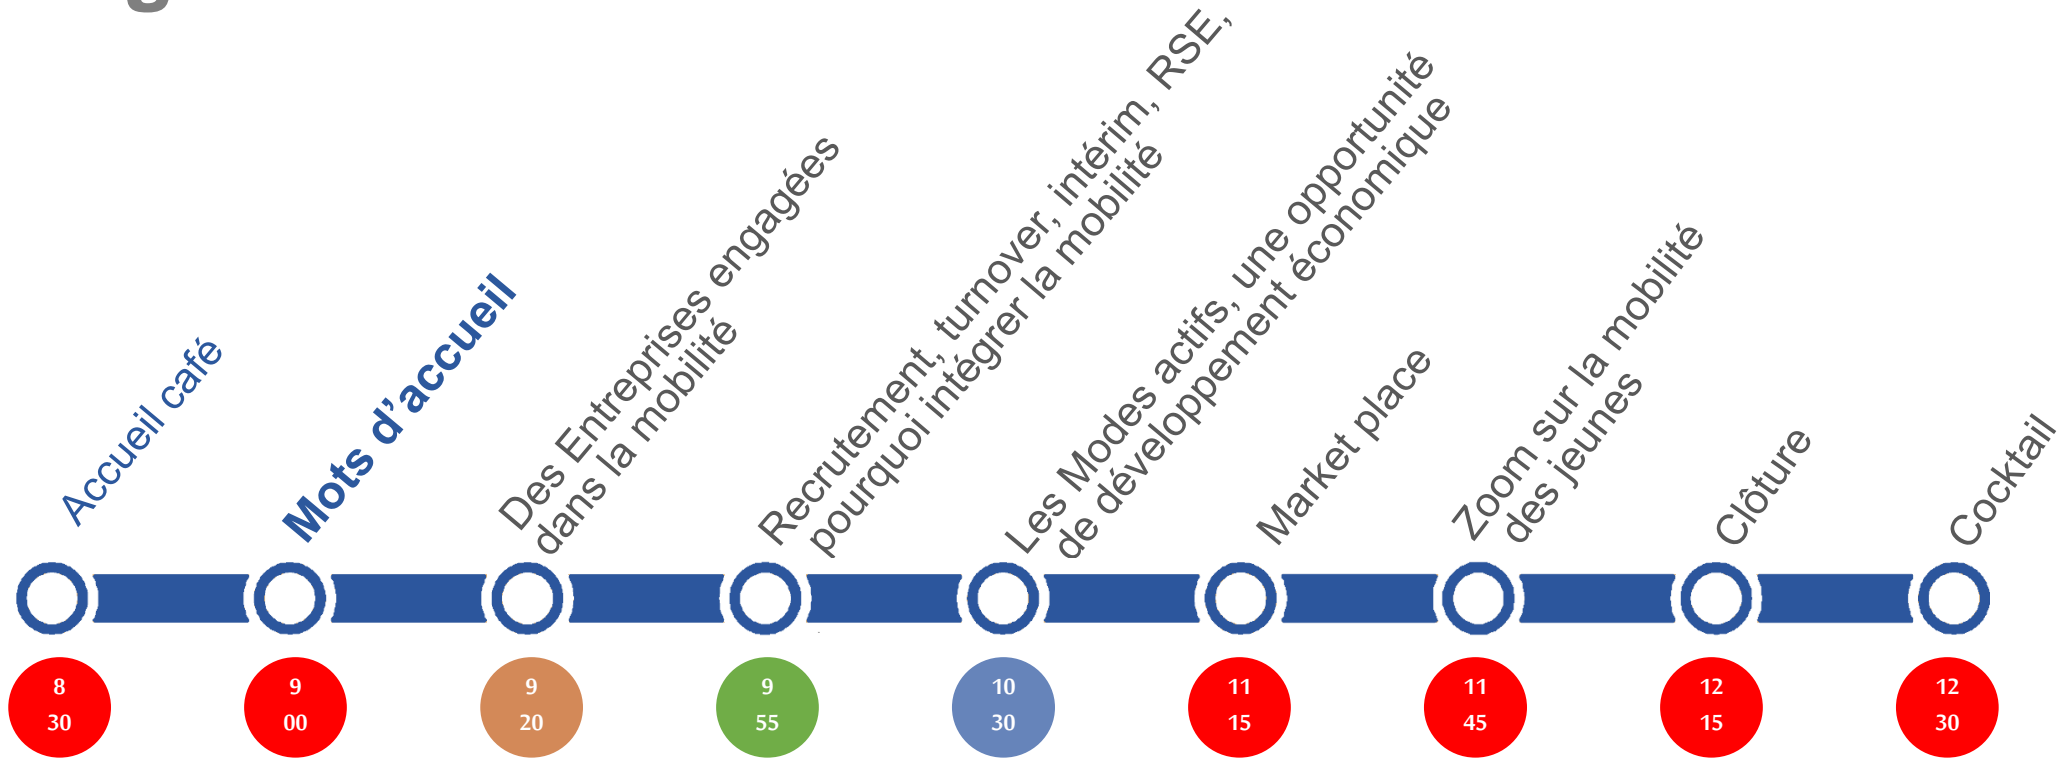 Accueil café
Mots d’accueil
Des Entreprises engagées
dans la mobilité
Recrutement, turnover, intérim, RSE,
pourquoi intégrer la mobilité
Les Modes actifs, une opportunité
de développement économique
Market place
Zoom sur la mobilité
des jeunes
Clôture
Cocktail
8
30
9
00
9
20
9
55
10
30
11
15
11
45
12
15
12
30